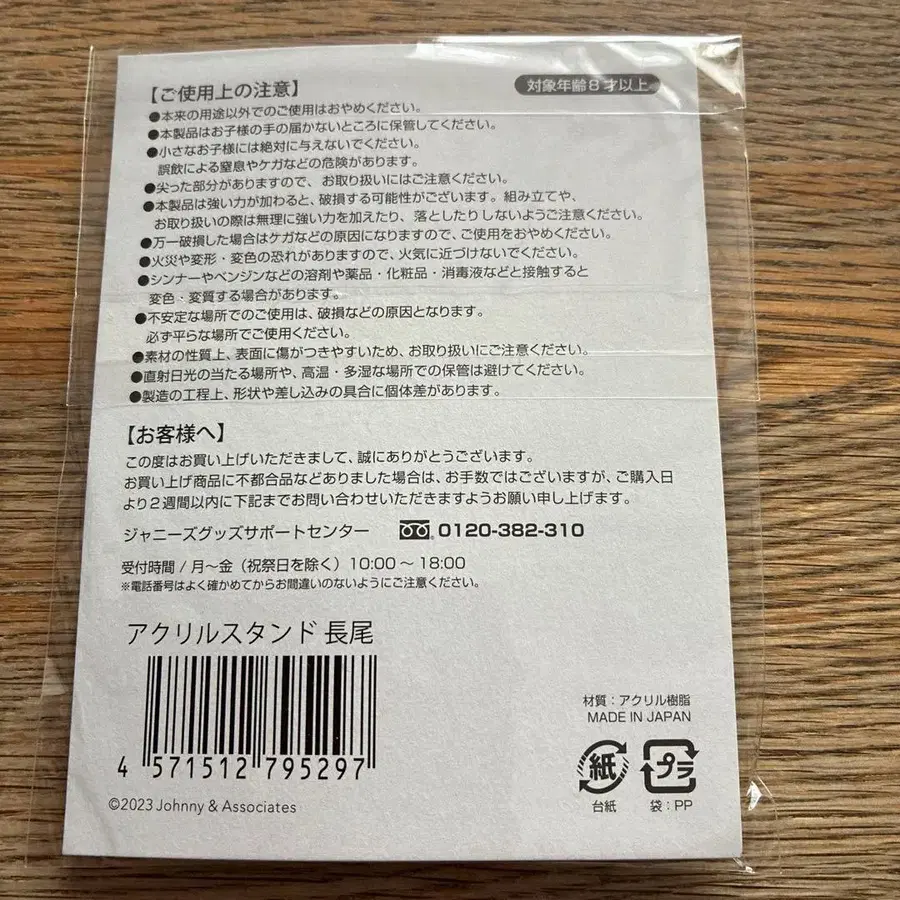 【ご使用上の注意】
対象年齢8才以上
●本来の用途以外でのご使用はおやめください。
●本製品はお子様の手の届かないところに保管してください。
●小さなお子様には絶対に与えないでください。
誤飲による窒息やケガなどの危険があります。
●尖った部分がありますので、お取り扱いにはご注意ください。
●本製品は強い力が加わると、破損する可能性がございます。組み立てや、
お取り扱いの際は無理に強い力を加えたり、落としたりしないようご注意ください。
●万一破損した場合はケガなどの原因になりますので、ご使用をおやめください。
●火災や変形・変色の恐れがありますので、火気に近づけないでください。
●シンナーやベンジンなどの溶剤や薬品・化粧品・消毒液などと接触すると
変色・変質する場合があります。
●不安定な場所でのご使用は、破損などの原因となります。
必ず平らな場所でご使用ください。
●素材の性質上、表面に傷がつきやすいため、お取り扱いにご注意ください。
●直射日光の当たる場所や、高温・多湿な場所での保管は避けてください。
●製造の工程上、形状や差し込みの具合に個体差があります。
【お客様へ】
この度はお買い上げいただきまして、誠にありがとうございます。
お買い上げ商品に不都合品などありました場合は、お手数ではございますが、ご購入日
より2週間以内に下記までお問い合わせいただきますようお願い申し上げます。
ジャニーズグッズサポートセンター 0120-382-310
受付時間 / 月〜金（祝祭日を除く）10:00 〜 18:00
※電話番号はよく確かめてからお間違いのないようにご注意ください。
アクリルスタンド 長尾
4 571512 795297
©2023 Johnny & Associates
材質：アクリル樹脂
MADE IN JAPAN
紙 プラ
台紙 袋：PP